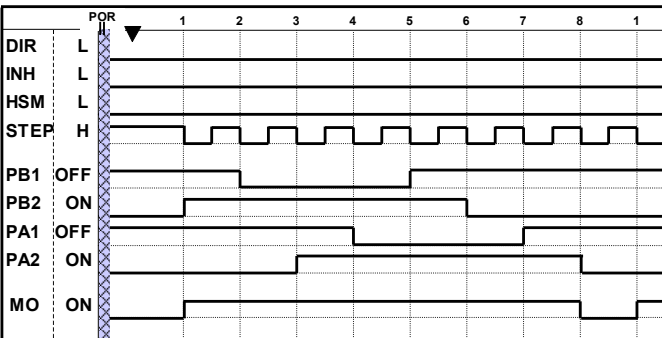 POR 1 2 3 4 5 6 7 8 1
DIR L
INH L
HSM L
STEP H
PB1 OFF
PB2 ON
PA1 OFF
PA2 ON
MO ON